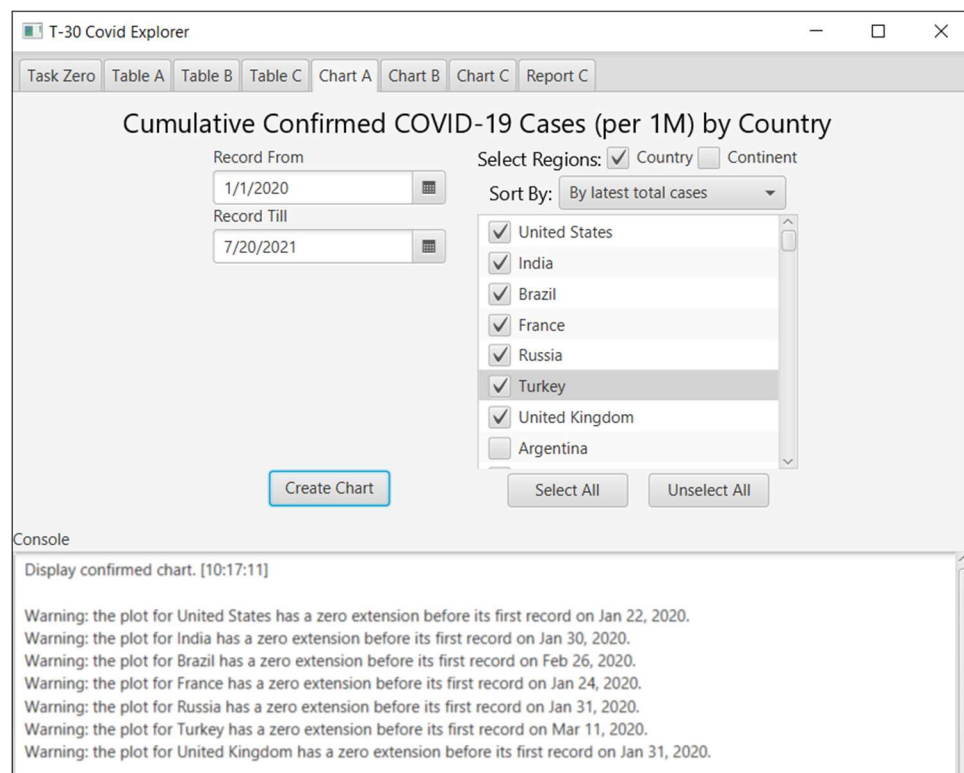 T-30 Covid Explorer
Task Zero Table A Table B Table C Chart A Chart B Chart C Report C
Cumulative Confirmed COVID-19 Cases (per 1M) by Country
Record From
1/1/2020
Record Till
7/20/2021
Select Regions: Country Continent
Sort By: By latest total cases
United States
India
Brazil
France
Russia
Turkey
United Kingdom
Argentina
Create Chart
Select All Unselect All
Console
Display confirmed chart. [10:17:11]
Warning: the plot for United States has a zero extension before its first record on Jan 22, 2020.
Warning: the plot for India has a zero extension before its first record on Jan 30, 2020.
Warning: the plot for Brazil has a zero extension before its first record on Feb 26, 2020.
Warning: the plot for France has a zero extension before its first record on Jan 24, 2020.
Warning: the plot for Russia has a zero extension before its first record on Jan 31, 2020.
Warning: the plot for Turkey has a zero extension before its first record on Mar 11, 2020.
Warning: the plot for United Kingdom has a zero extension before its first record on Jan 31, 2020.